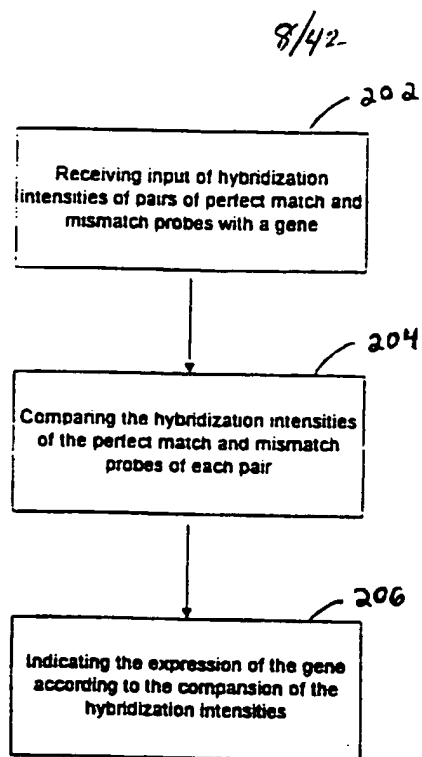 8/42
202
Receiving input of hybridization
intensities of pairs of perfect match and
mismatch probes with a gene
204
Comparing the hybridization intensities
of the perfect match and mismatch
probes of each pair
206
Indicating the expression of the gene
according to the comparision of the
hybridization intensities